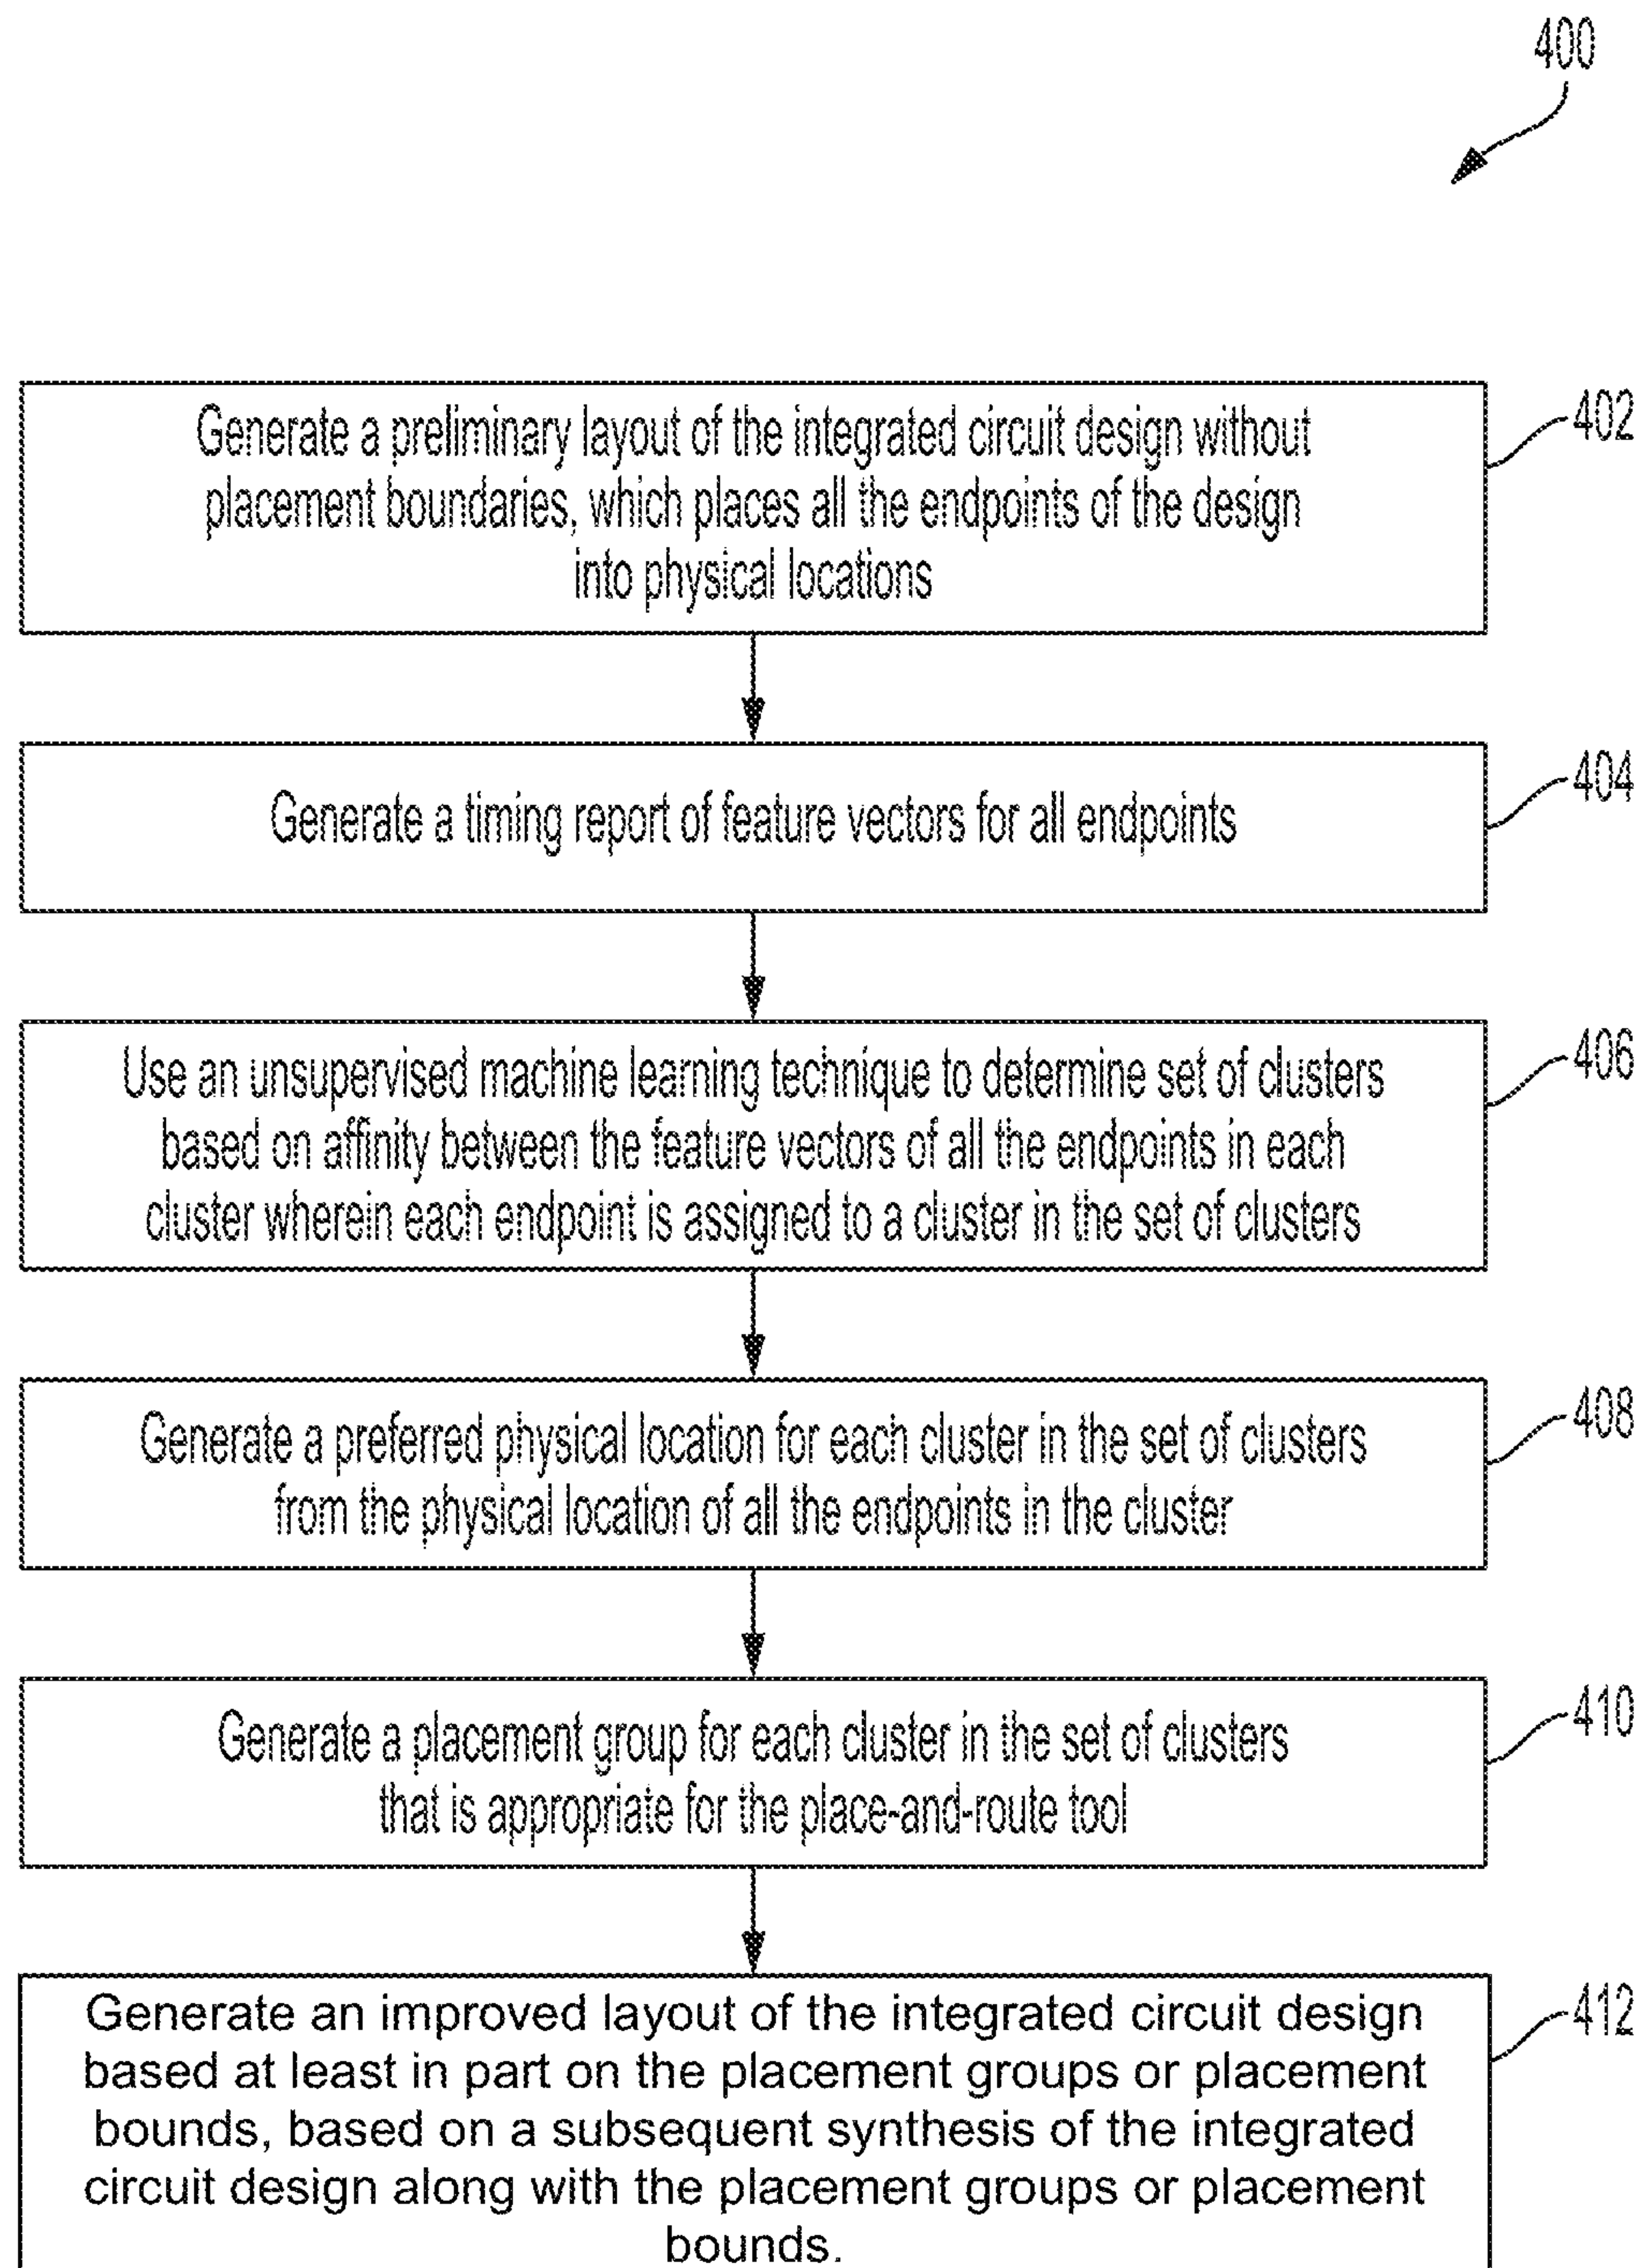 400
Generate a preliminary layout of the integrated circuit design without
placement boundaries, which places all the endpoints of the design
into physical locations
402
Generate a timing report of feature vectors for all endpoints
404
Use an unsupervised machine learning technique to determine set of clusters
based on affinity between the feature vectors of all the endpoints in each
cluster wherein each endpoint is assigned to a cluster in the set of clusters
406
Generate a preferred physical location for each cluster in the set of clusters
from the physical location of all the endpoints in the cluster
408
Generate a placement group for each cluster in the set of clusters
that is appropriate for the place-and-route tool
410
Generate an improved layout of the integrated circuit design
based at least in part on the placement groups or placement
bounds, based on a subsequent synthesis of the integrated
circuit design along with the placement groups or placement
bounds.
412